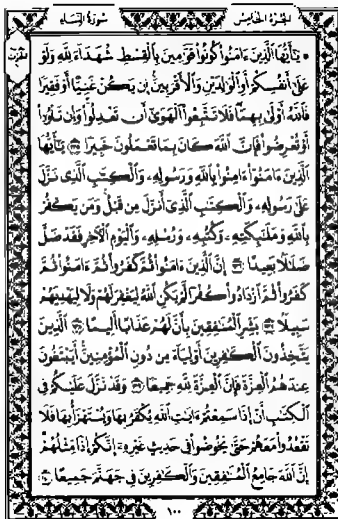 الجزء الخامس سورة النساء
۞ يَٰٓأَيُّهَا ٱلَّذِينَ ءَامَنُوا۟ كُونُوا۟ قَوَّٰمِينَ بِٱلْقِسْطِ شُهَدَآءَ لِلَّهِ وَلَوْ
عَلَىٰٓ أَنفُسِكُمْ أَوِ ٱلْوَٰلِدَيْنِ وَٱلْأَقْرَبِينَ إِن يَكُنْ غَنِيًّا أَوْ فَقِيرًا
فَٱللَّهُ أَوْلَىٰ بِهِمَا فَلَا تَتَّبِعُوا۟ ٱلْهَوَىٰٓ أَن تَعْدِلُوا۟ وَإِن تَلْوُۥٓا۟
أَوْ تُعْرِضُوا۟ فَإِنَّ ٱللَّهَ كَانَ بِمَا تَعْمَلُونَ خَبِيرًا ۝ يَٰٓأَيُّهَا
ٱلَّذِينَ ءَامَنُوٓا۟ ءَامِنُوا۟ بِٱللَّهِ وَرَسُولِهِۦ وَٱلْكِتَٰبِ ٱلَّذِى نَزَّلَ
عَلَىٰ رَسُولِهِۦ وَٱلْكِتَٰبِ ٱلَّذِىٓ أَنزَلَ مِن قَبْلُ وَمَن يَكْفُرْ
بِٱللَّهِ وَمَلَٰٓئِكَتِهِۦ وَكُتُبِهِۦ وَرُسُلِهِۦ وَٱلْيَوْمِ ٱلْءَاخِرِ فَقَدْ ضَلَّ
ضَلَٰلًۢا بَعِيدًا ۝ إِنَّ ٱلَّذِينَ ءَامَنُوا۟ ثُمَّ كَفَرُوا۟ ثُمَّ ءَامَنُوا۟ ثُمَّ
كَفَرُوا۟ ثُمَّ ٱزْدَادُوا۟ كُفْرًا لَّمْ يَكُنِ ٱللَّهُ لِيَغْفِرَ لَهُمْ وَلَا لِيَهْدِيَهُمْ
سَبِيلًۢا ۝ بَشِّرِ ٱلْمُنَٰفِقِينَ بِأَنَّ لَهُمْ عَذَابًا أَلِيمًا ۝ ٱلَّذِينَ
يَتَّخِذُونَ ٱلْكَٰفِرِينَ أَوْلِيَآءَ مِن دُونِ ٱلْمُؤْمِنِينَ أَيَبْتَغُونَ
عِندَهُمُ ٱلْعِزَّةَ فَإِنَّ ٱلْعِزَّةَ لِلَّهِ جَمِيعًا ۝ وَقَدْ نَزَّلَ عَلَيْكُمْ فِى
ٱلْكِتَٰبِ أَنْ إِذَا سَمِعْتُمْ ءَايَٰتِ ٱللَّهِ يُكْفَرُ بِهَا وَيُسْتَهْزَأُ بِهَا فَلَا
تَقْعُدُوا۟ مَعَهُمْ حَتَّىٰ يَخُوضُوا۟ فِى حَدِيثٍ غَيْرِهِۦٓ إِنَّكُمْ إِذًا مِّثْلُهُمْ
إِنَّ ٱللَّهَ جَامِعُ ٱلْمُنَٰفِقِينَ وَٱلْكَٰفِرِينَ فِى جَهَنَّمَ جَمِيعًا ۝
١٠٠